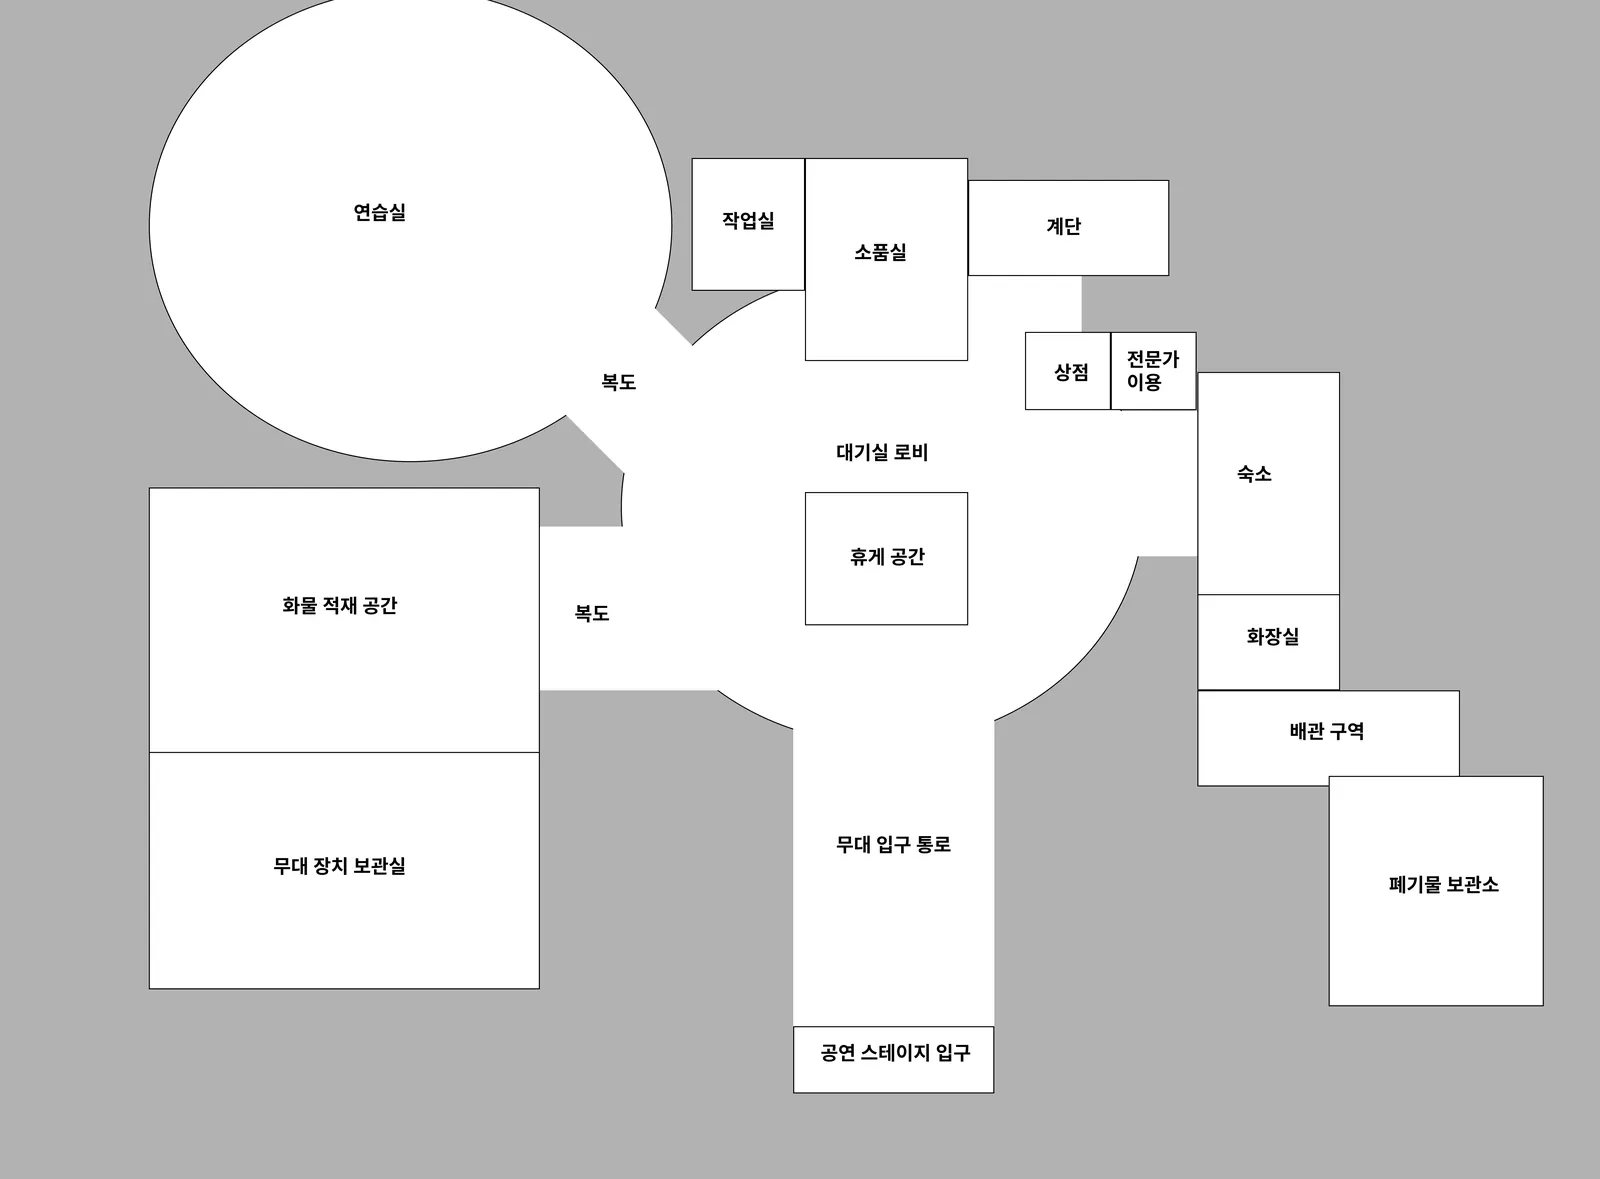 연습실
작업실
소품실
계단
복도
상점
전문가
이용
대기실 로비
숙소
휴게 공간
화물 적재 공간
복도
화장실
배관 구역
무대 입구 통로
무대 장치 보관실
폐기물 보관소
공연 스테이지 입구